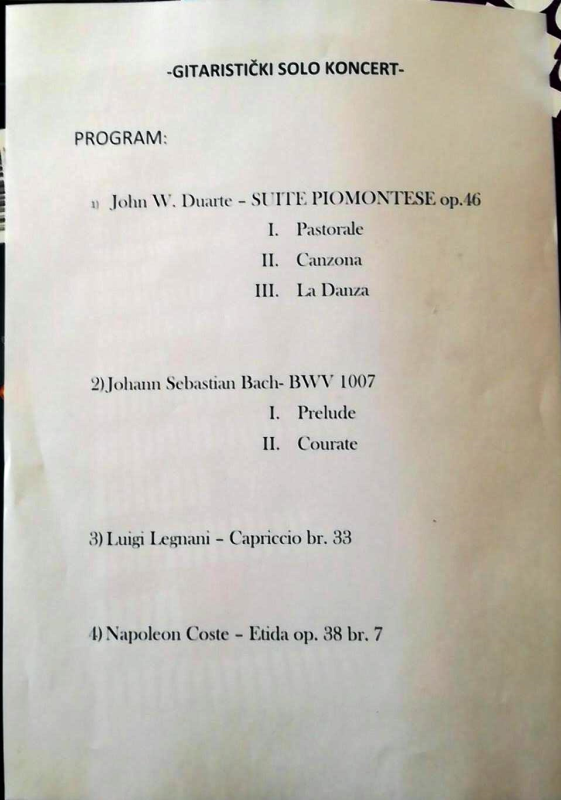 -GITARISTIČKI SOLO KONCERT-
PROGRAM:
1) John W. Duarte – SUITE PIOMONTESE op.46
I. Pastorale
II. Canzona
III. La Danza
2)Johann Sebastian Bach- BWV 1007
I. Prelude
II. Courate
3)Luigi Legnani – Capriccio br. 33
4)Napoleon Coste – Etida op. 38 br. 7